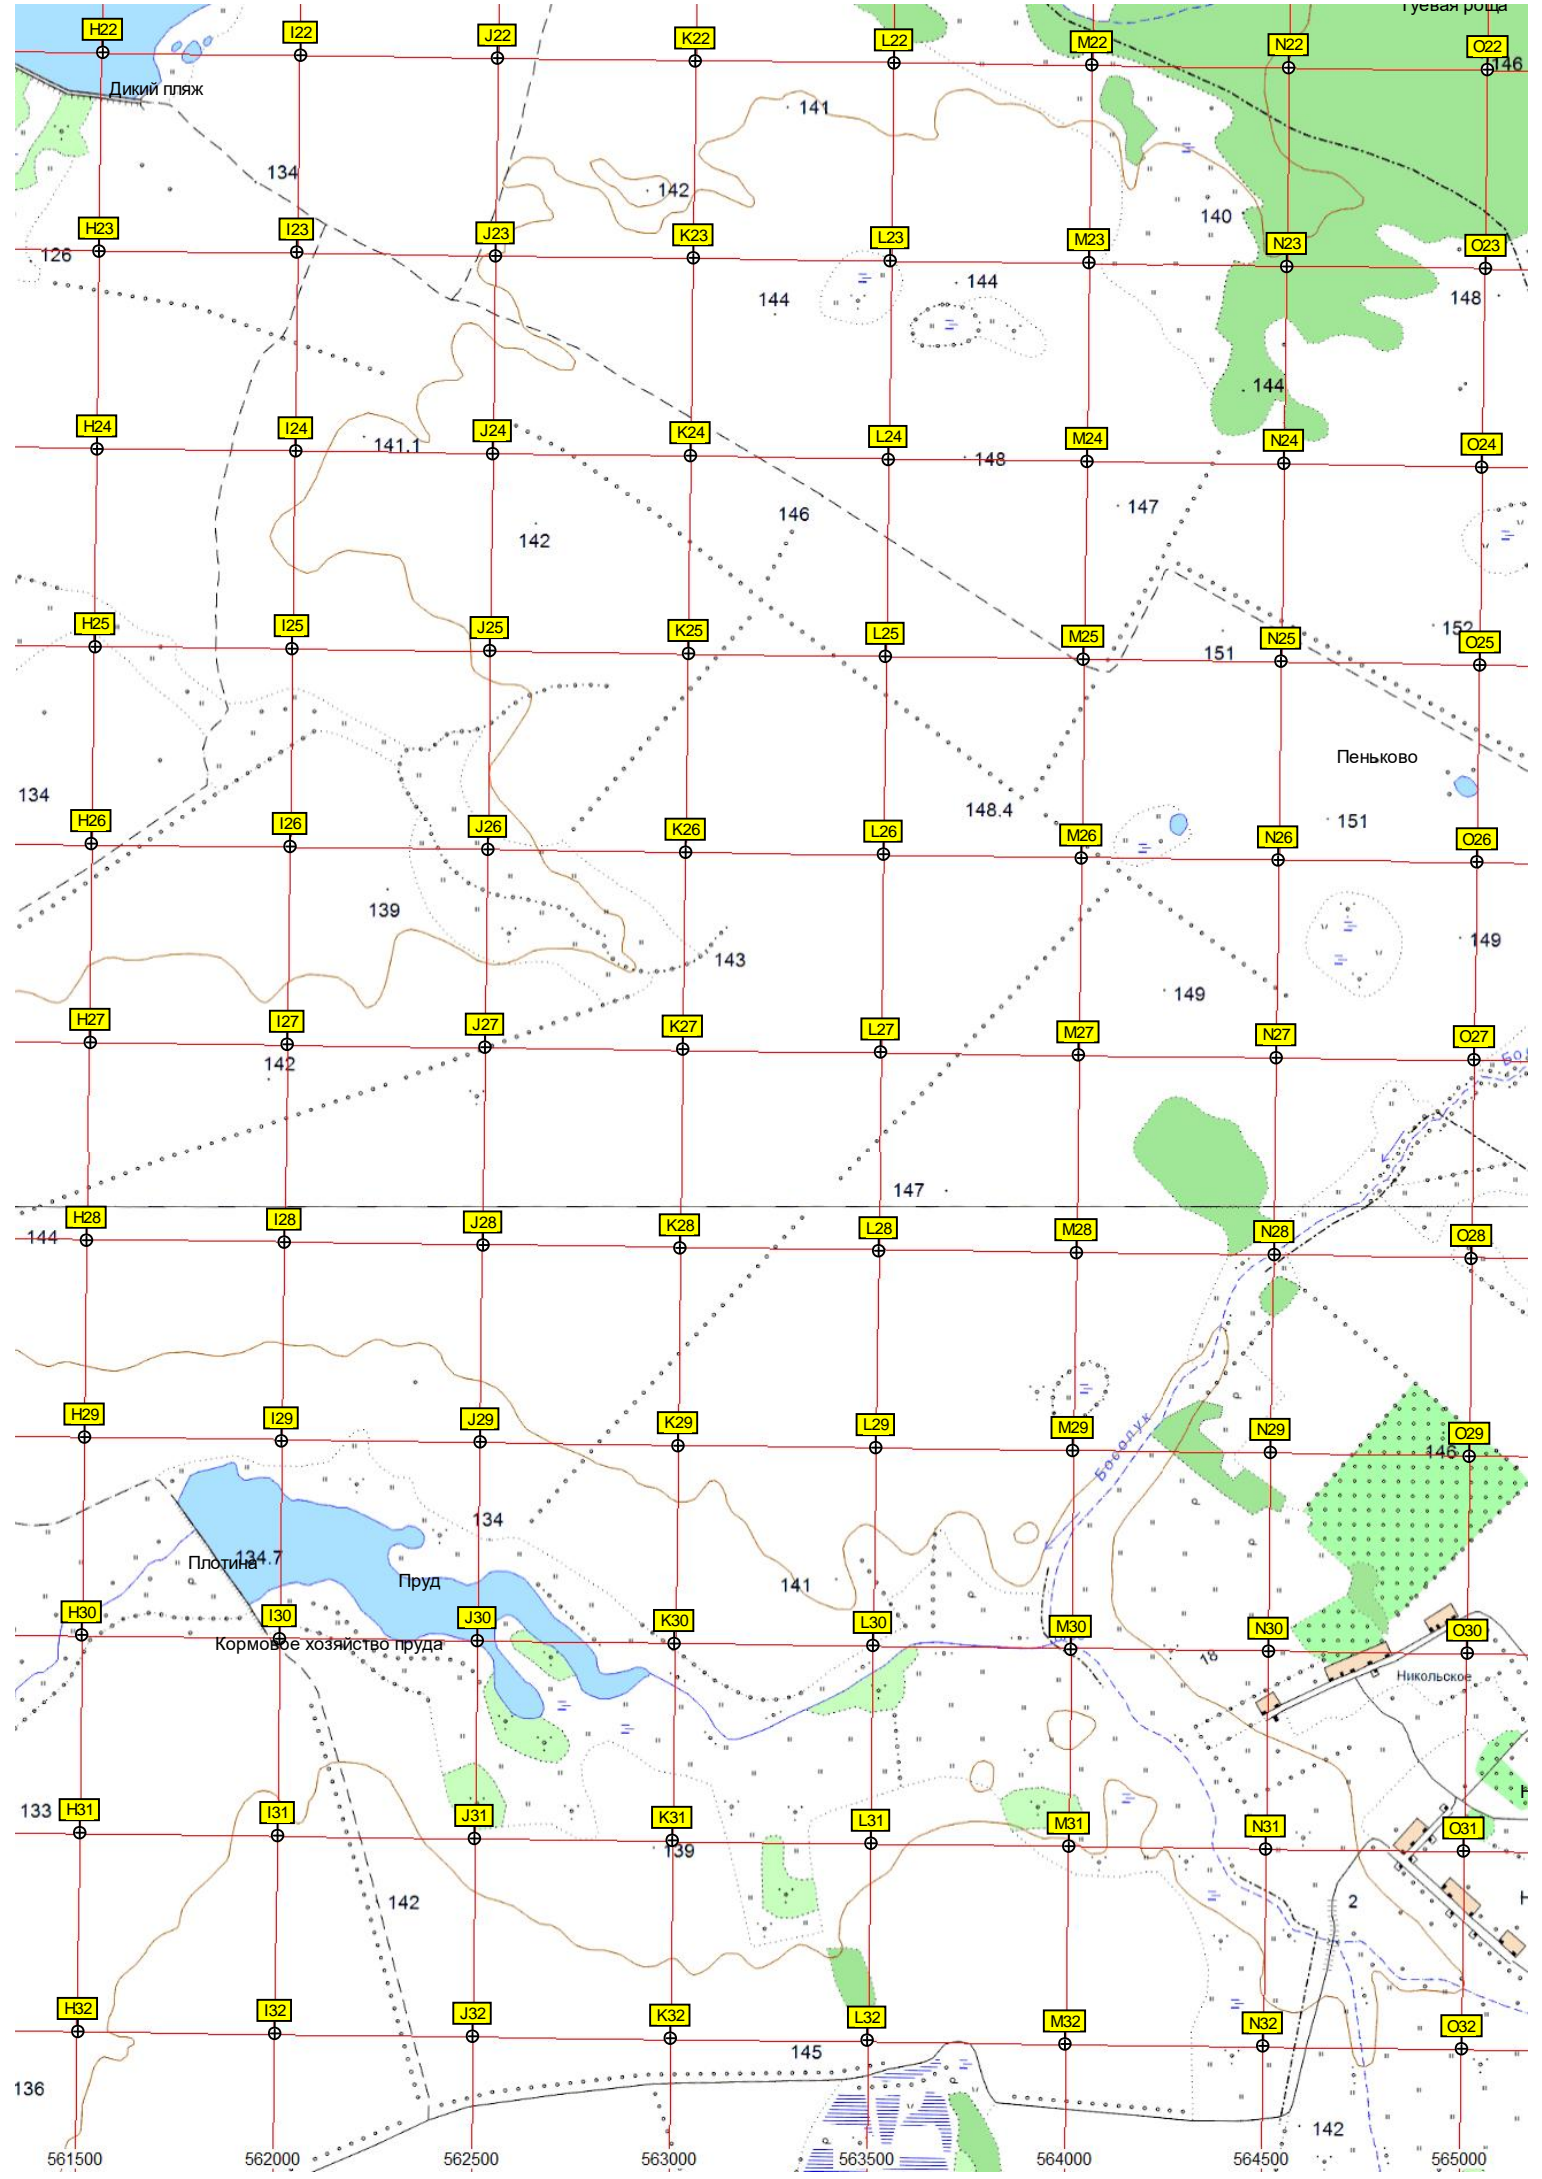 Гуевая роща
H22 I22 J22 K22 L22 M22 N22 O22
146
Дикий пляж
141
134
142
140
H23 I23 J23 K23 L23 M23 N23 O23
126
144
144
148
144
H24 I24 J24 K24 L24 M24 N24 O24
141.1
148
147
146
142
H25 I25 J25 K25 L25 M25 N25 O25
152
151
Пеньково
134
148.4
151
H26 I26 J26 K26 L26 M26 N26 O26
139
143
149
149
H27 I27 J27 K27 L27 M27 N27 O27
Бо
142
147
H28 I28 J28 K28 L28 M28 N28 O28
144
H29 I29 J29 K29 L29 M29 N29 O29
146
Босолук
134
134.7
Плотина
Пруд
141
H30 I30 J30 K30 L30 M30 N30 O30
Кормовое хозяйство пруда
18
Никольское
133
H31 I31 J31 K31 L31 M31 N31 O31
139
142
2
Н
H32 I32 J32 K32 L32 M32 N32 O32
145
136
142
561500 562000 562500 563000 563500 564000 564500 565000